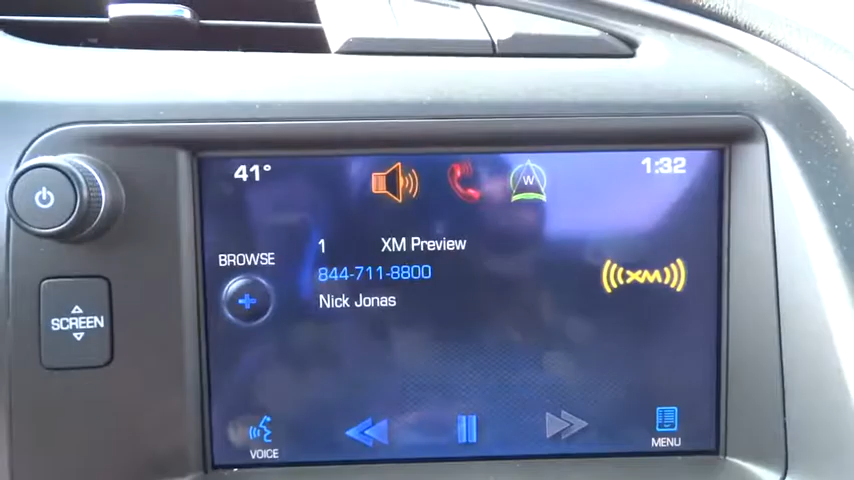 41°
W
1:32
1 XM Preview
BROWSE
844-711-8800
Nick Jonas
((XM))
SCREEN
VOICE
MENU